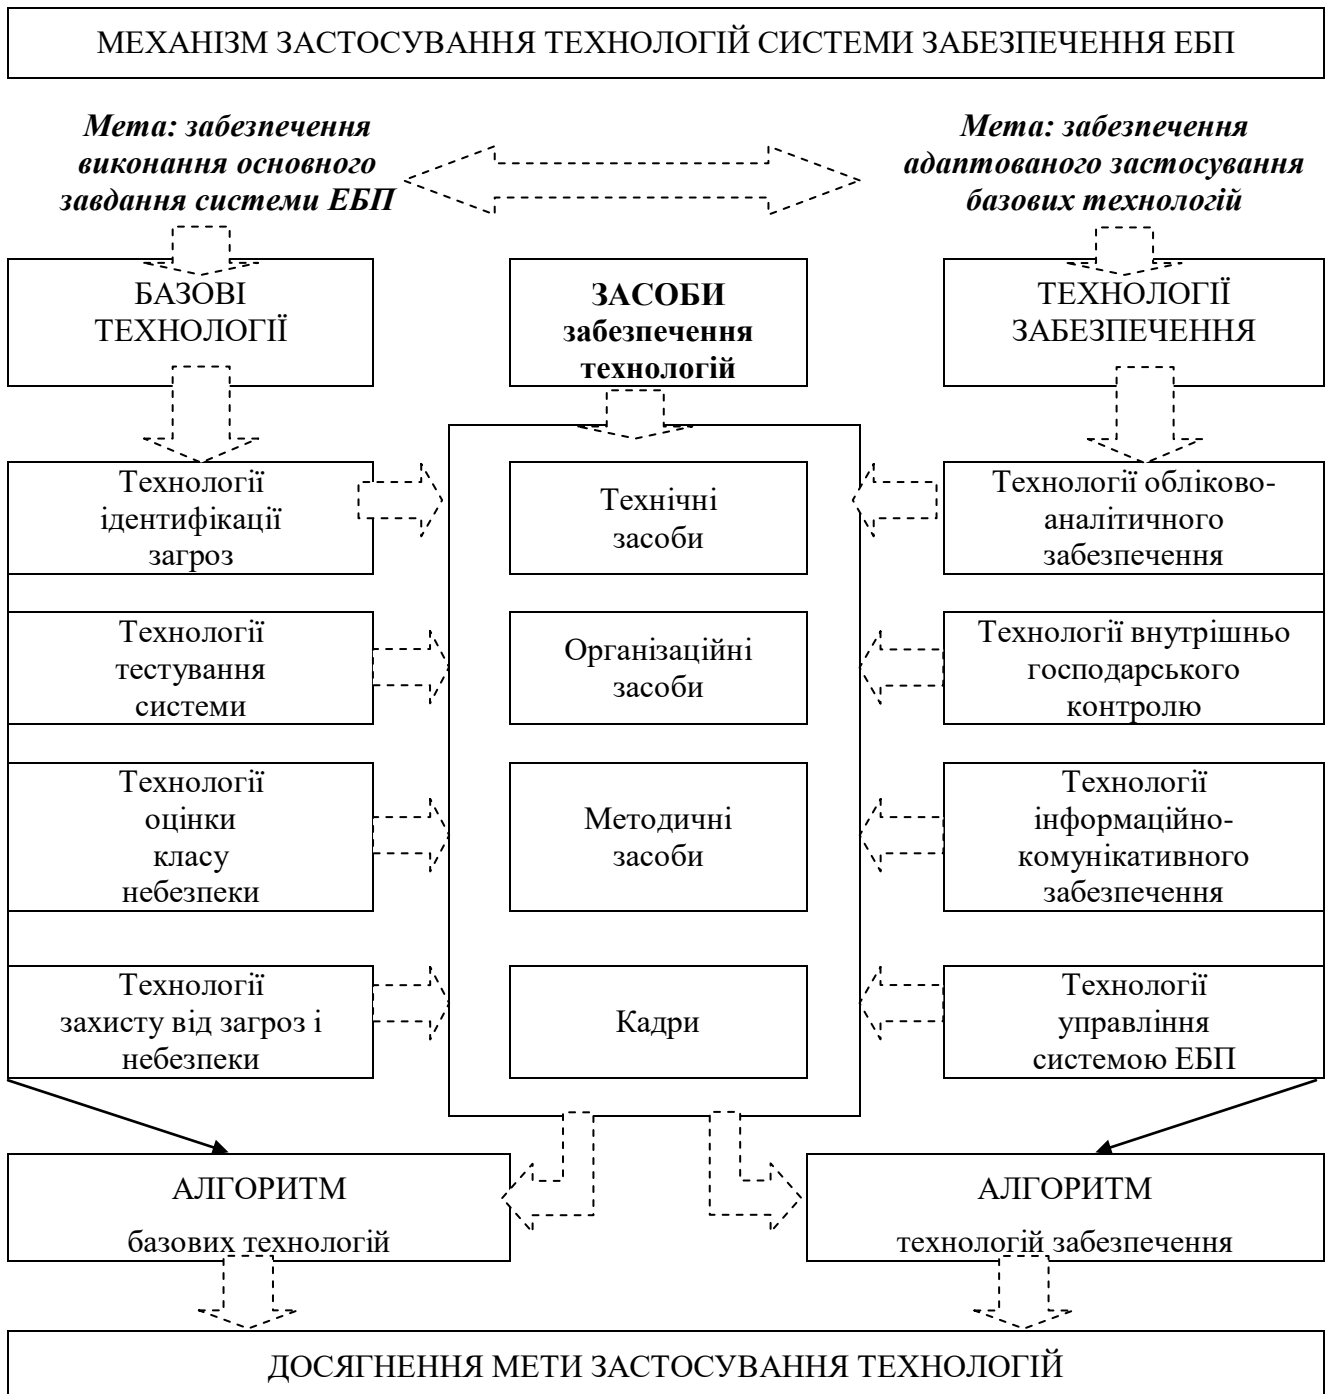 МЕХАНІЗМ ЗАСТОСУВАННЯ ТЕХНОЛОГІЙ СИСТЕМИ ЗАБЕЗПЕЧЕННЯ ЕБП
Мета: забезпечення
виконання основного
завдання системи ЕБП
Мета: забезпечення
адаптованого застосування
базових технологій
БАЗОВІ
ТЕХНОЛОГІЇ
ЗАСОБИ
забезпечення
технологій
ТЕХНОЛОГІЇ
ЗАБЕЗПЕЧЕННЯ
Технології
ідентифікації
загроз
Технічні
засоби
Технології обліково-
аналітичного
забезпечення
Технології
тестування
системи
Організаційні
засоби
Технології внутрішньо
господарського
контролю
Технології
оцінки
класу
небезпеки
Методичні
засоби
Технології
інформаційно-
комунікативного
забезпечення
Технології
захисту від загроз і
небезпеки
Кадри
Технології
управління
системою ЕБП
АЛГОРИТМ
базових технологій
АЛГОРИТМ
технологій забезпечення
ДОСЯГНЕННЯ МЕТИ ЗАСТОСУВАННЯ ТЕХНОЛОГІЙ